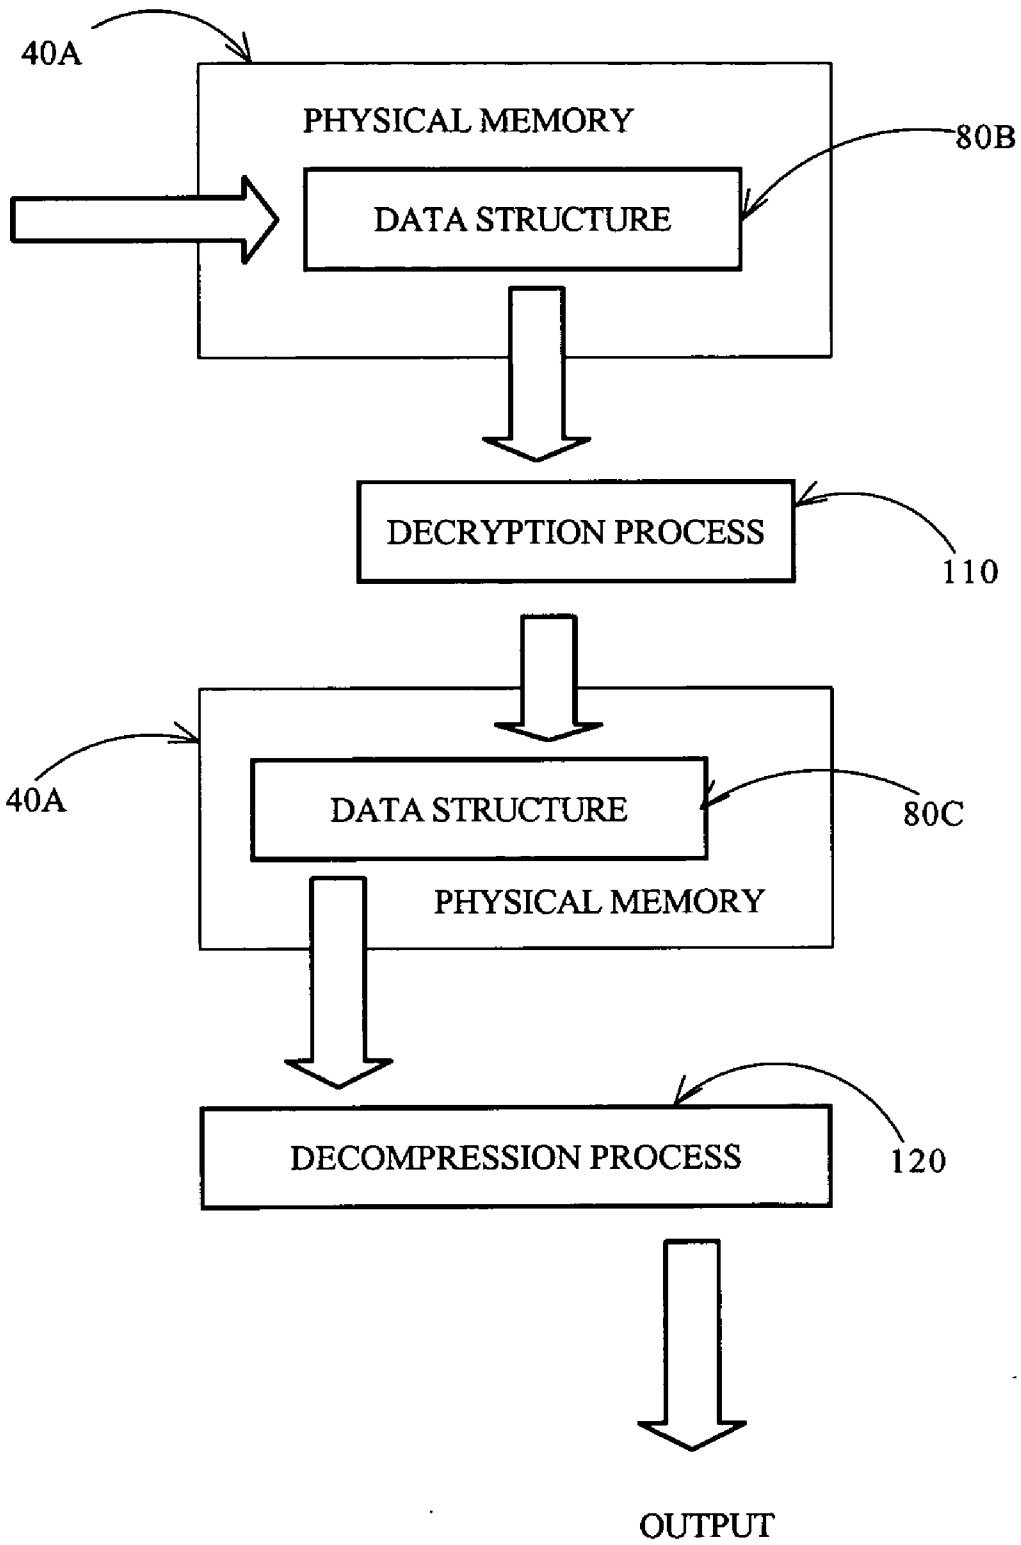 40A
PHYSICAL MEMORY
80B
DATA STRUCTURE
DECRYPTION PROCESS
110
40A
DATA STRUCTURE
80C
PHYSICAL MEMORY
DECOMPRESSION PROCESS
120
OUTPUT